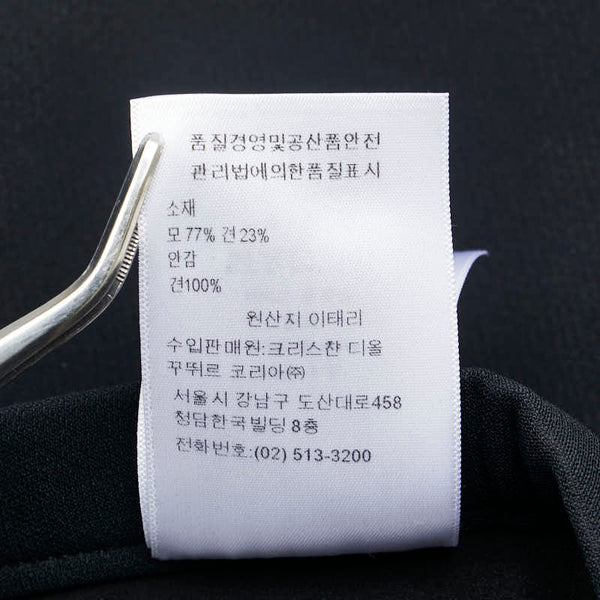 품질경영및공산품안전
관리법에의한품질표시
소재
모 77% 견 23%
안감
견100%
원산지 이태리
수입판매원:크리스챤 디올
꾸뛰르 코리아㈜
서울시 강남구 도산대로458
청담한국빌딩 8층
전화번호:(02) 513-3200